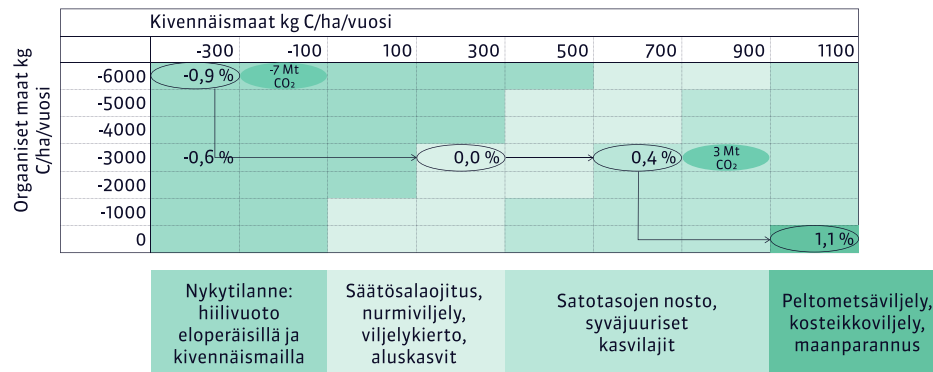 Kivennäismaat kg C/ha/vuosi
-300 -100 100 300 500 700 900 1100
Orgaaniset maat kg
C/ha/vuosi
-6000 -0,9 % -7 Mt
CO₂
-5000
-4000
-3000 -0,6 % 0,0 % 0,4 % 3 Mt
CO₂
-2000
-1000
0 1,1 %
Nykytilanne:
hiilivuoto
eloperäisillä ja
kivennäismailla
Säätösalaojitus,
nurmiviljely,
viljelykierto,
aluskasvit
Satotasojen nosto,
syväjuuriset
kasvilajit
Peltometsäviljely,
kosteikkoviljely,
maanparannus